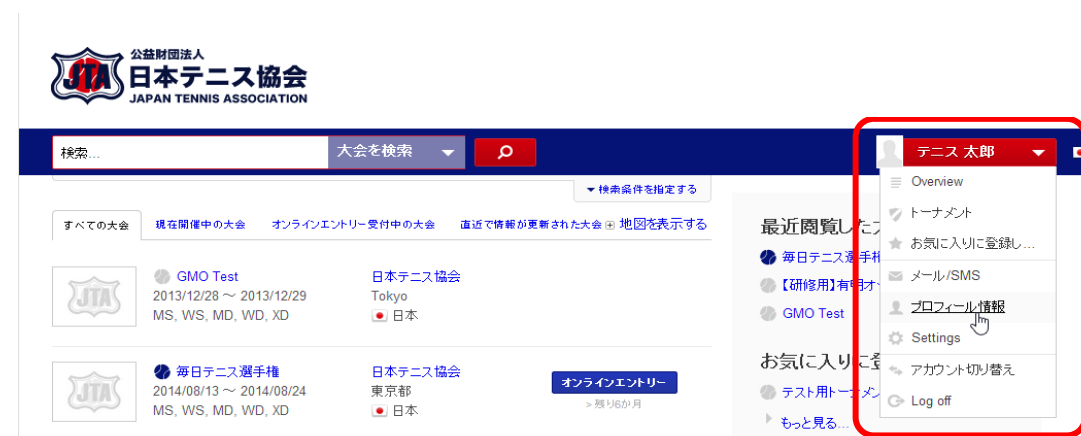 公益財団法人
JTA 日本テニス協会
JAPAN TENNIS ASSOCIATION
検索... 大会を検索
テニス 太郎
検索条件を指定する
すべての大会 現在開催中の大会 オンラインエントリー受付中の大会 直近で情報が更新された大会 地図を表示する
JTA
GMO Test
2013/12/28 ～ 2013/12/29
MS, WS, MD, WD, XD
日本テニス協会
Tokyo
日本
JTA
毎日テニス選手権
2014/08/13 ～ 2014/08/24
MS, WS, MD, WD, XD
日本テニス協会
東京都
日本
オンラインエントリー
>残り6か月
最近閲覧した
毎日テニス選手
【研修用】有明オ
GMO Test
お気に入りに
テスト用トーナメン
もっと見る...
Overview
トーナメント
お気に入りに登録し...
メール/SMS
プロフィール情報
Settings
アカウント切り替え
Log off